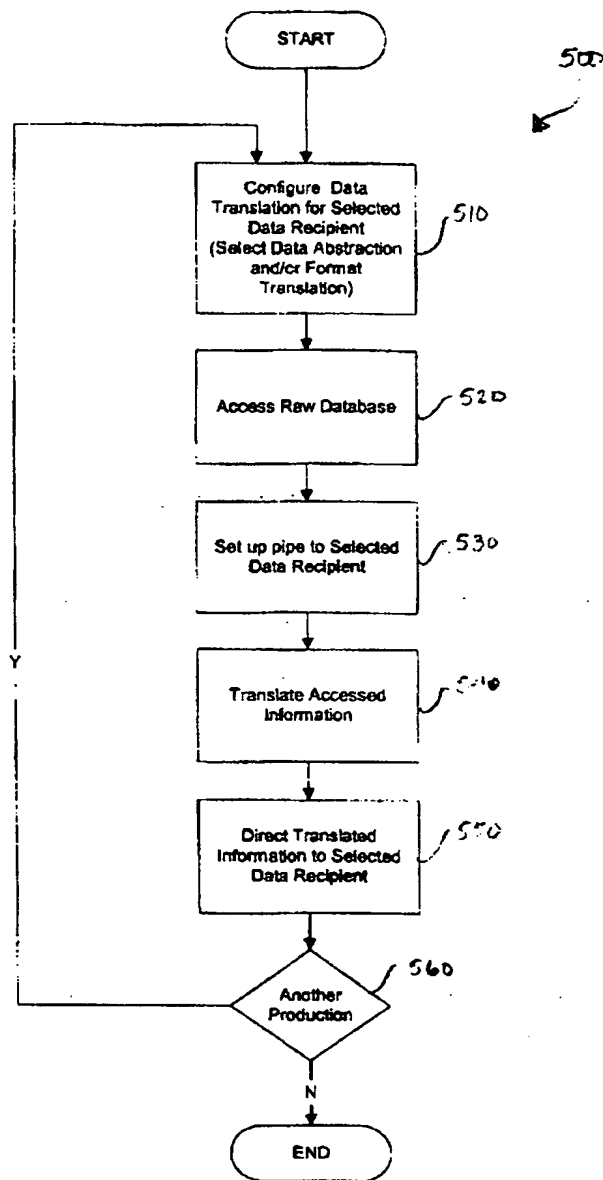 START
500
Configure Data
Translation for Selected
Data Recipient
(Select Data Abstraction
and/or Format
Translation)
510
Access Raw Database
520
Set up pipe to Selected
Data Recipient
530
Translate Accessed
Information
540
Direct Translated
Information to Selected
Data Recipient
550
Another
Production
560
Y
N
END